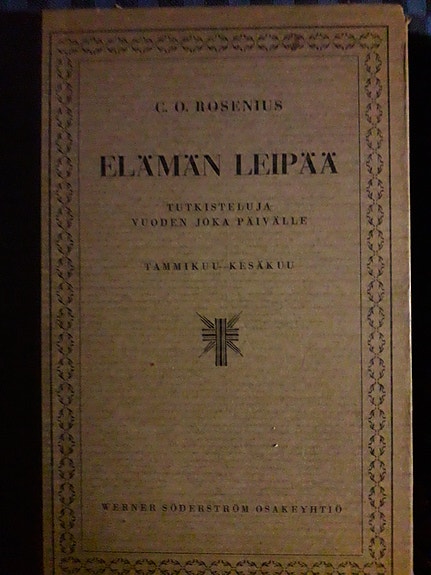 C. O. ROSENIUS
ELÄMÄN LEIPÄÄ
TUTKISTELUJA
VUODEN JOKA PÄIVÄLLE
TAMMIKUU–KESÄKUU
WERNER SÖDERSTRÖM OSAKEYHTIÖ